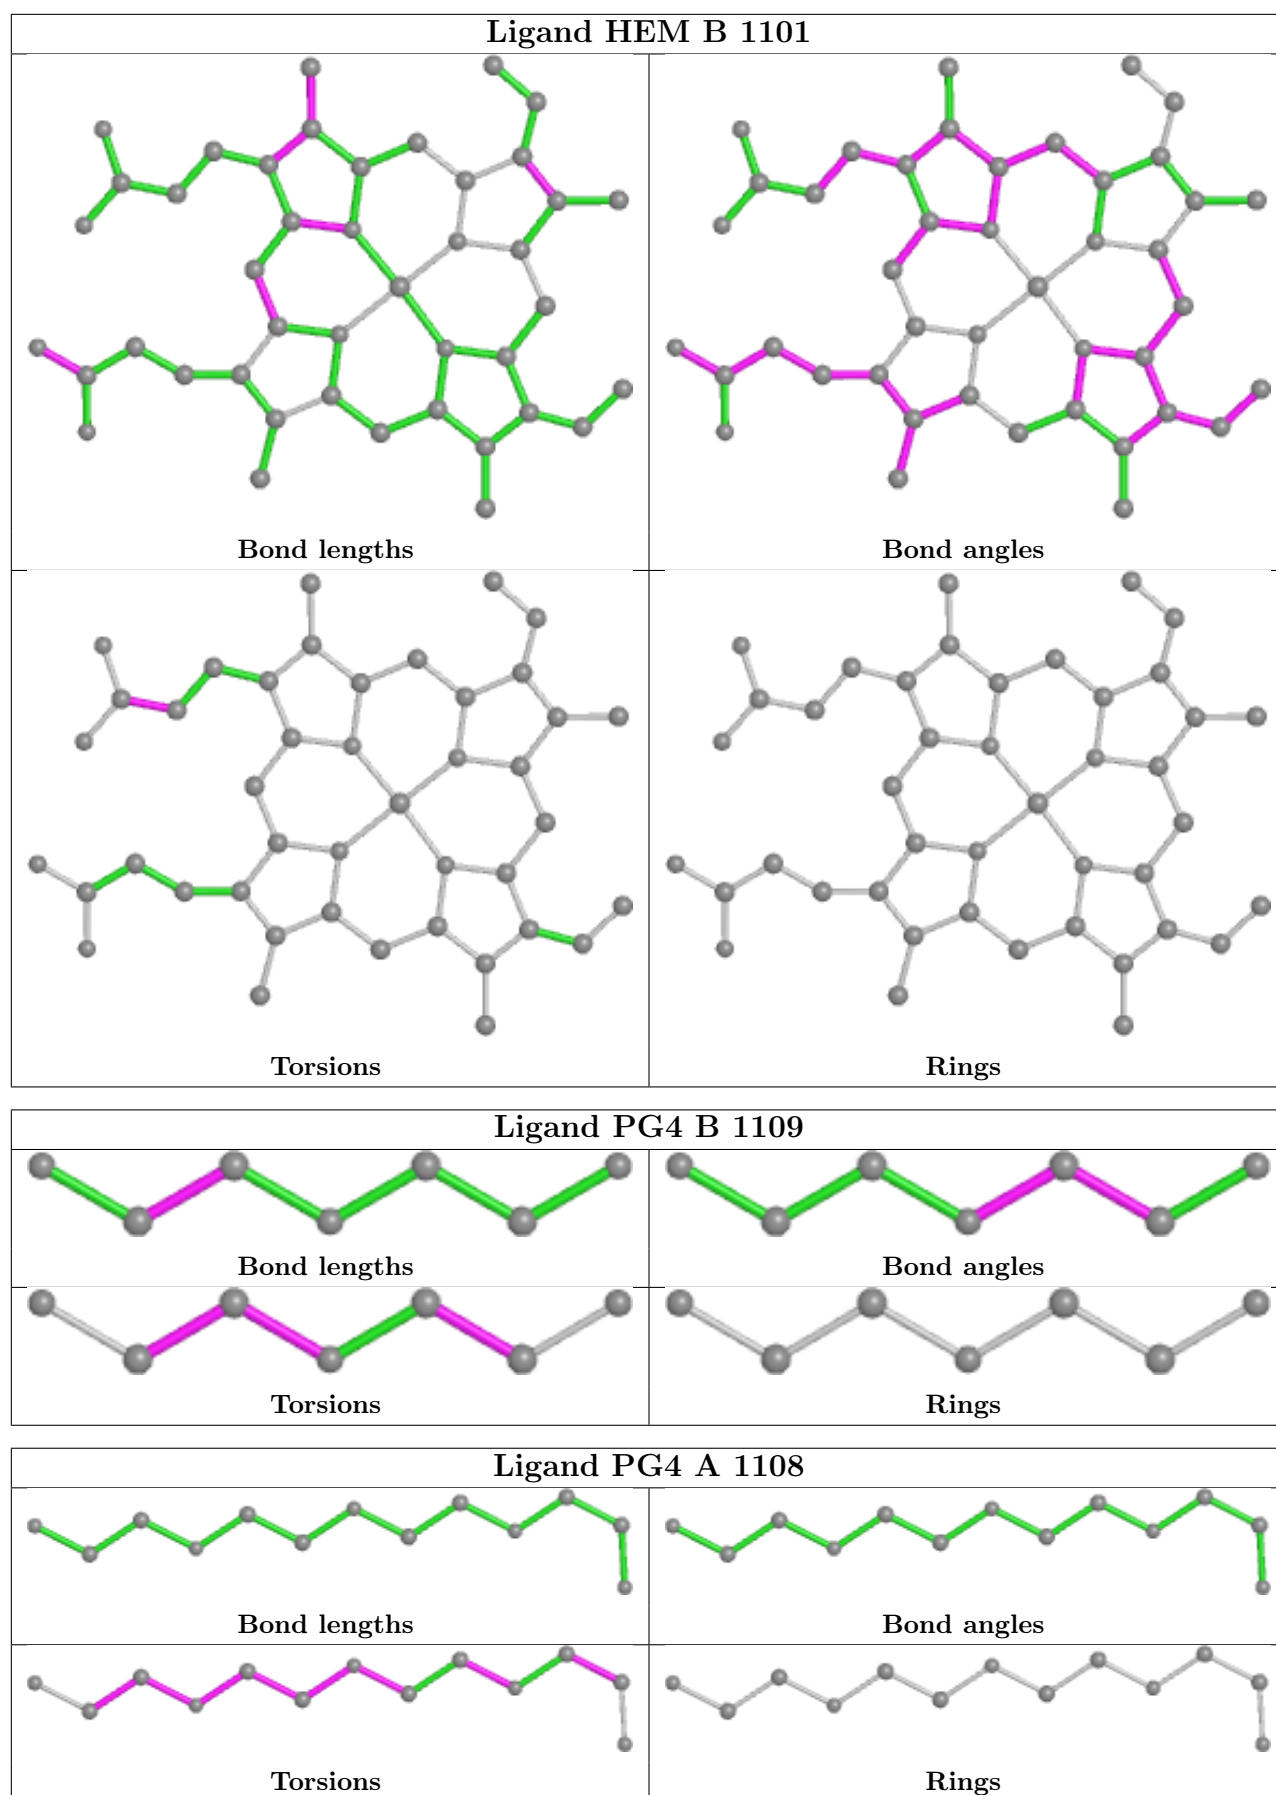 Ligand HEM B 1101
Bond lengths
Bond angles
Torsions
Rings
Ligand PG4 B 1109
Bond lengths
Bond angles
Torsions
Rings
Ligand PG4 A 1108
Bond lengths
Bond angles
Torsions
Rings